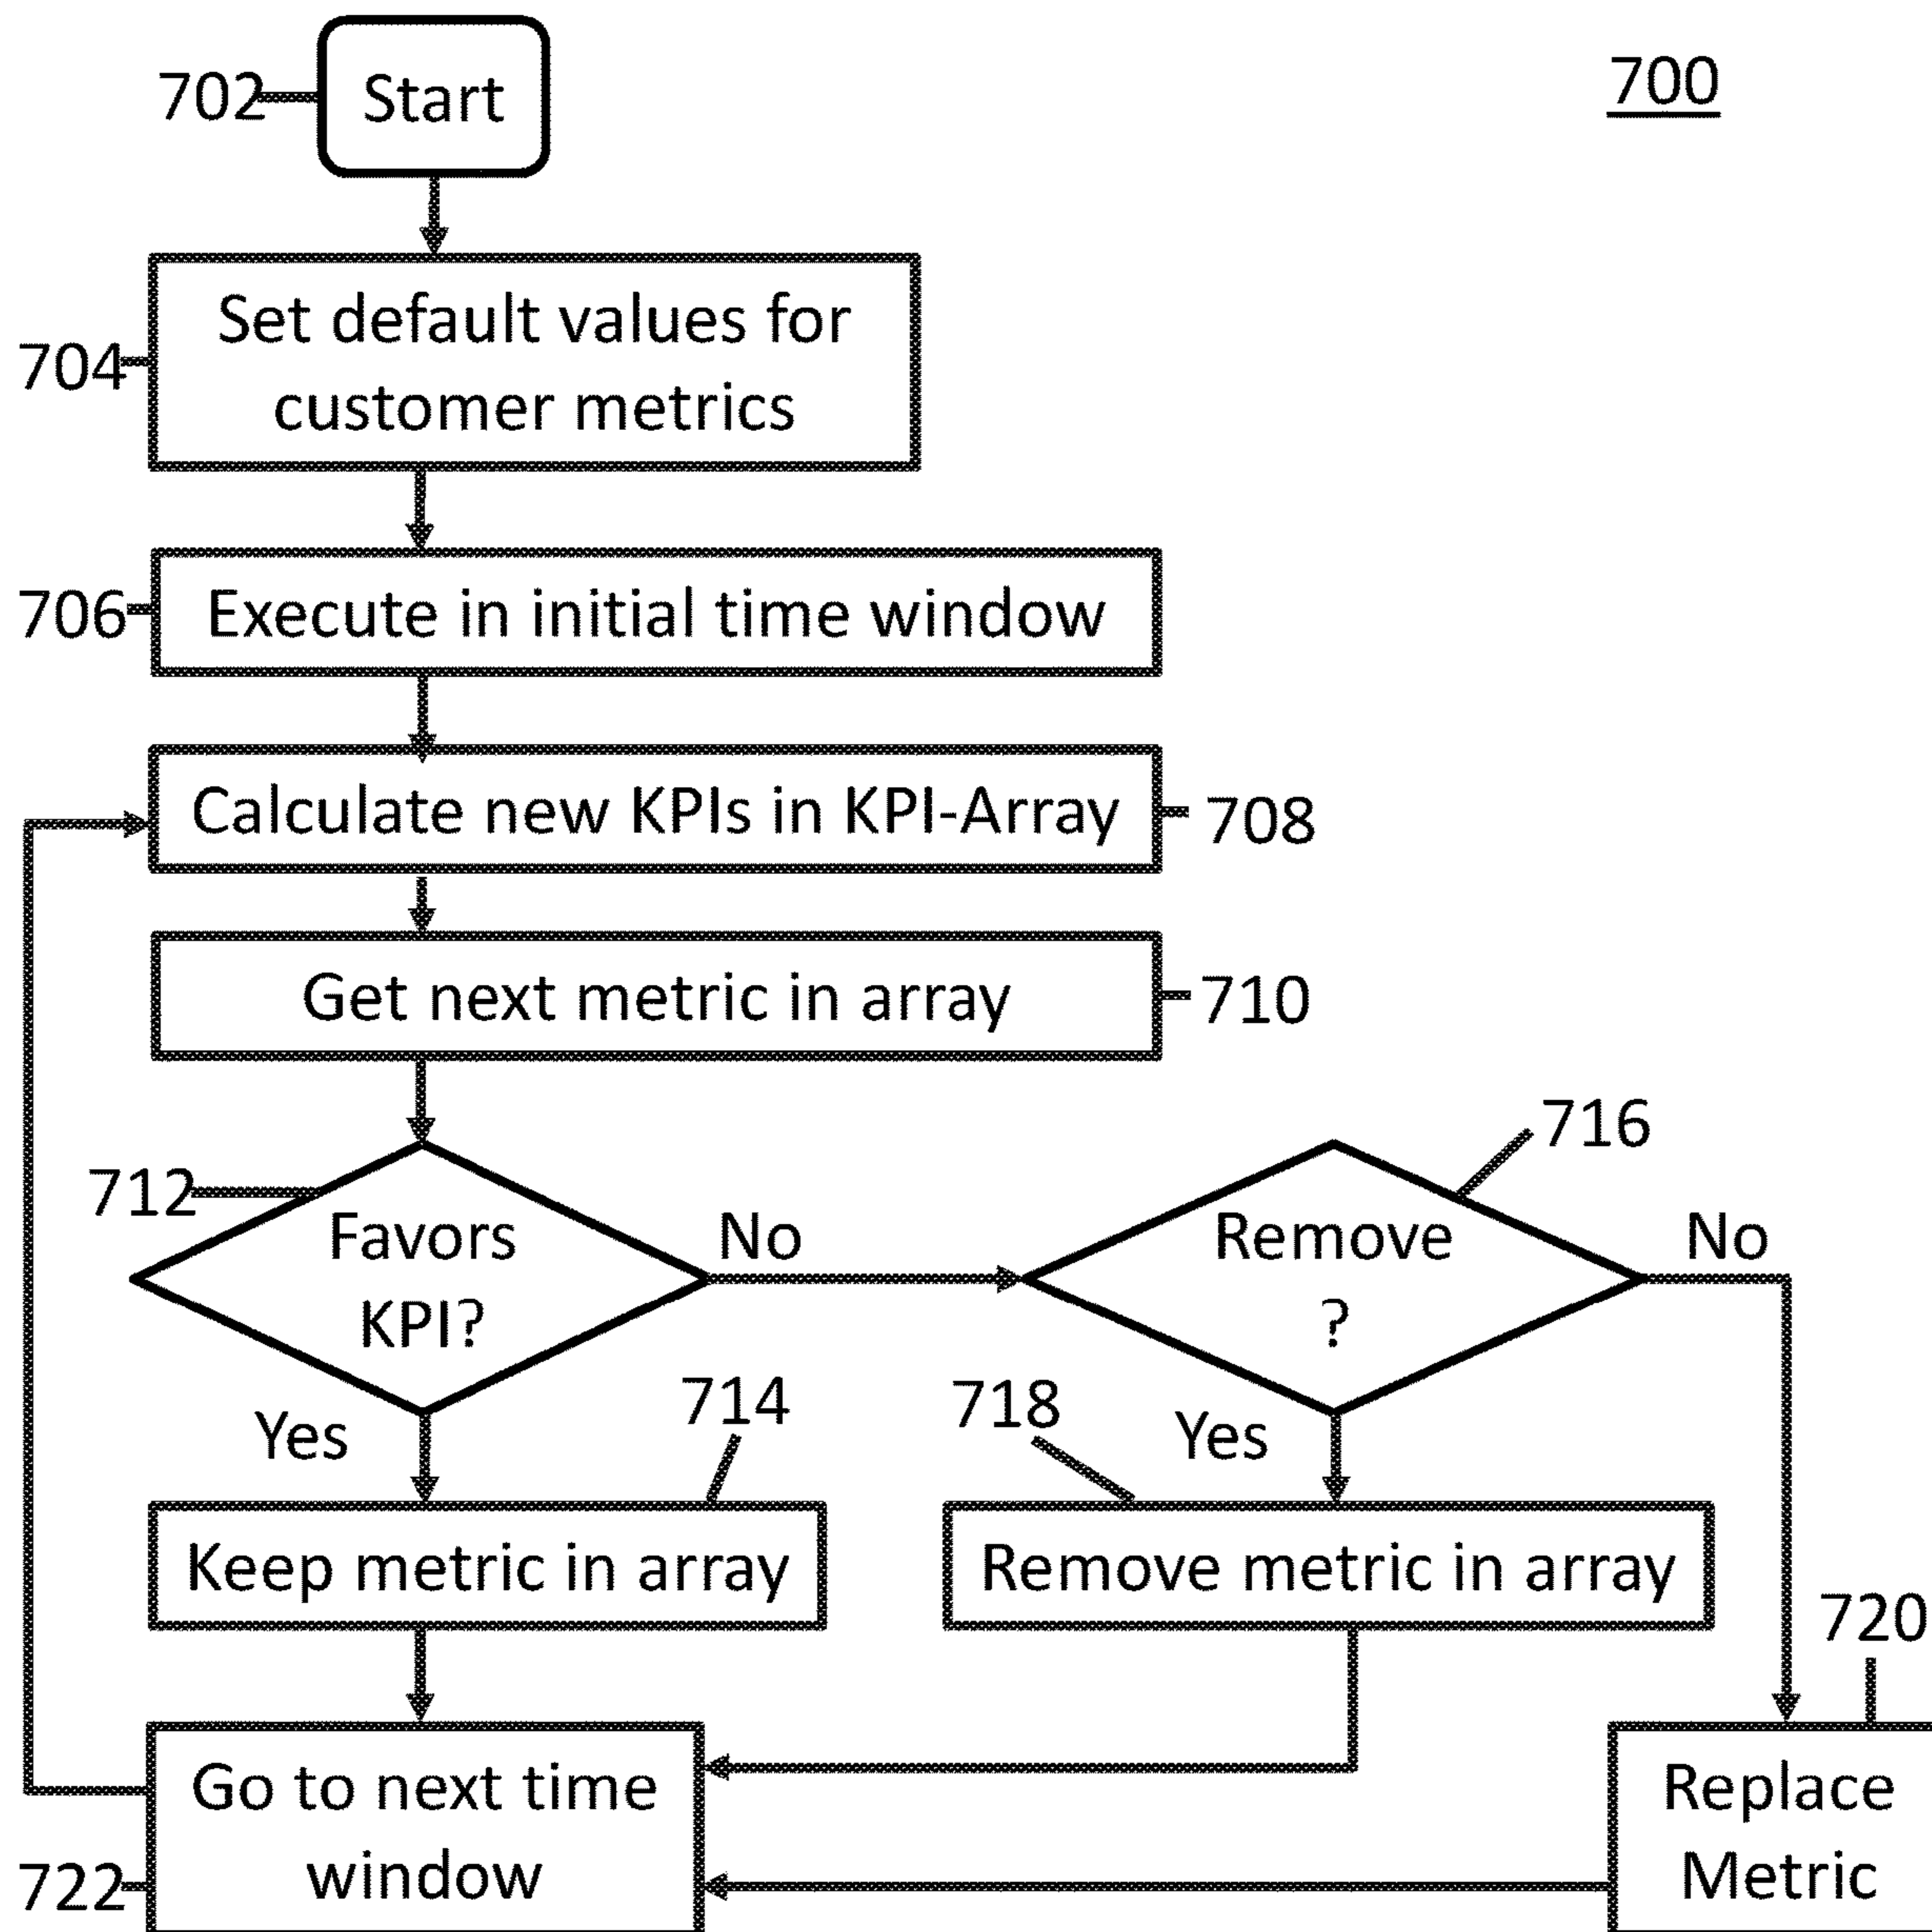 702
Start
700
704
Set default values for
customer metrics
706
Execute in initial time window
Calculate new KPIs in KPI-Array
708
Get next metric in array
710
712
Favors
KPI?
No
716
Remove
?
No
Yes
714
718
Yes
Keep metric in array
Remove metric in array
720
722
Go to next time
window
Replace
Metric